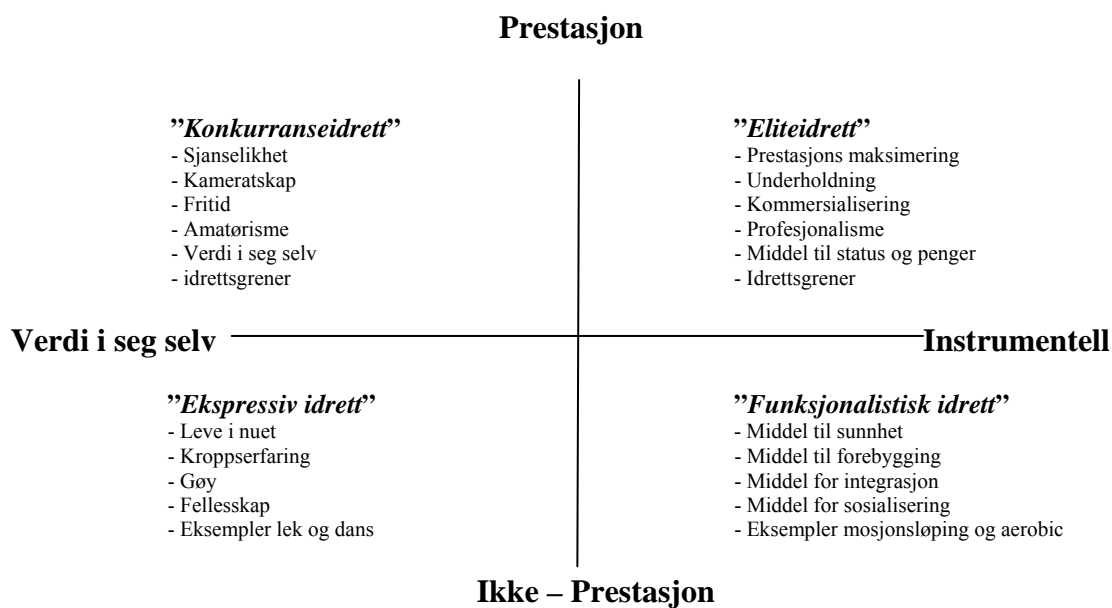 Prestasjon
”Konkurranseidrett”
- Sjanselikhet
- Kameratskap
- Fritid
- Amatørisme
- Verdi i seg selv
- idrettsgrener
”Eliteidrett”
- Prestasjons maksimering
- Underholdning
- Kommersialisering
- Profesjonalisme
- Middel til status og penger
- Idrettsgrener
Verdi i seg selv
Instrumentell
”Ekspressiv idrett”
- Leve i nuet
- Kroppserfaring
- Gøy
- Fellesskap
- Eksempler lek og dans
”Funksjonalistisk idrett”
- Middel til sunnhet
- Middel til forebygging
- Middel for integrasjon
- Middel for sosialisering
- Eksempler mosjonsløping og aerobic
Ikke – Prestasjon